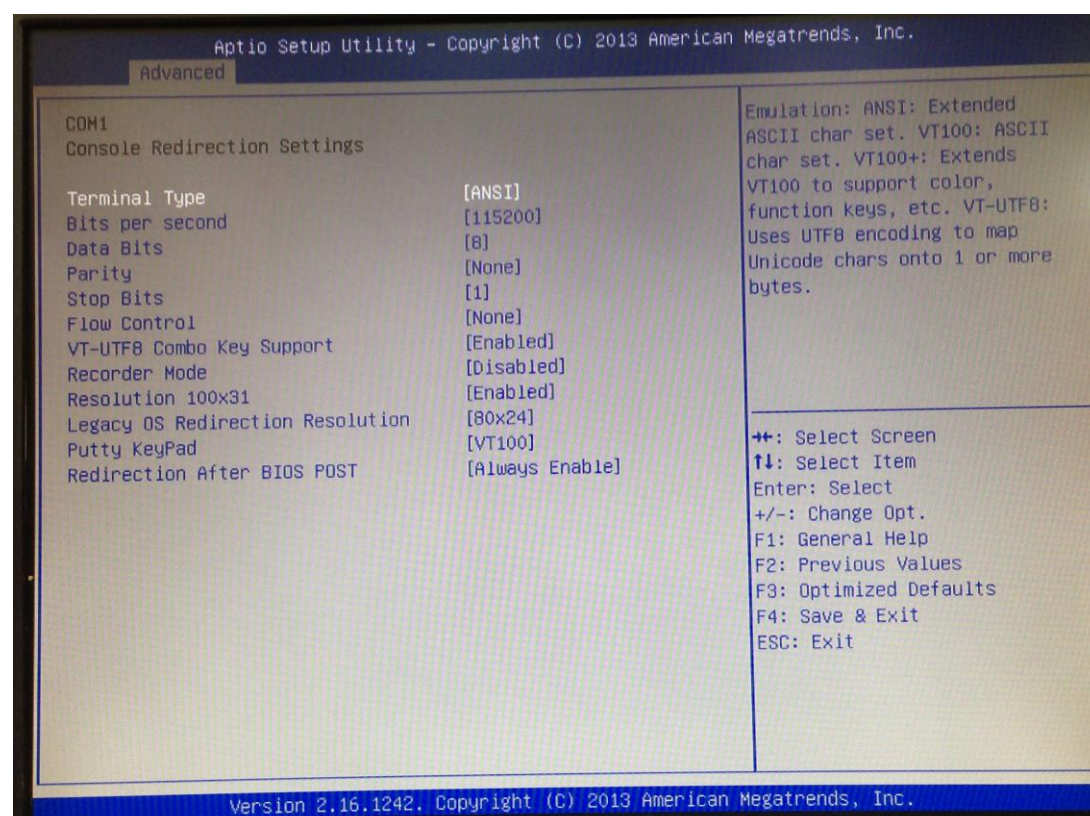 Aptio Setup Utility - Copyright (C) 2013 American Megatrends, Inc.
Advanced
COM1
Console Redirection Settings
Terminal Type [ANSI]
Bits per second [115200]
Data Bits [8]
Parity [None]
Stop Bits [1]
Flow Control [None]
VT-UTF8 Combo Key Support [Enabled]
Recorder Mode [Disabled]
Resolution 100x31 [Enabled]
Legacy OS Redirection Resolution [80x24]
Putty KeyPad [VT100]
Redirection After BIOS POST [Always Enable]
Emulation: ANSI: Extended
ASCII char set. VT100: ASCII
char set. VT100+: Extends
VT100 to support color,
function keys, etc. VT-UTF8:
Uses UTF8 encoding to map
Unicode chars onto 1 or more
bytes.
→←: Select Screen
↑↓: Select Item
Enter: Select
+/-: Change Opt.
F1: General Help
F2: Previous Values
F3: Optimized Defaults
F4: Save & Exit
ESC: Exit
Version 2.16.1242. Copyright (C) 2013 American Megatrends, Inc.